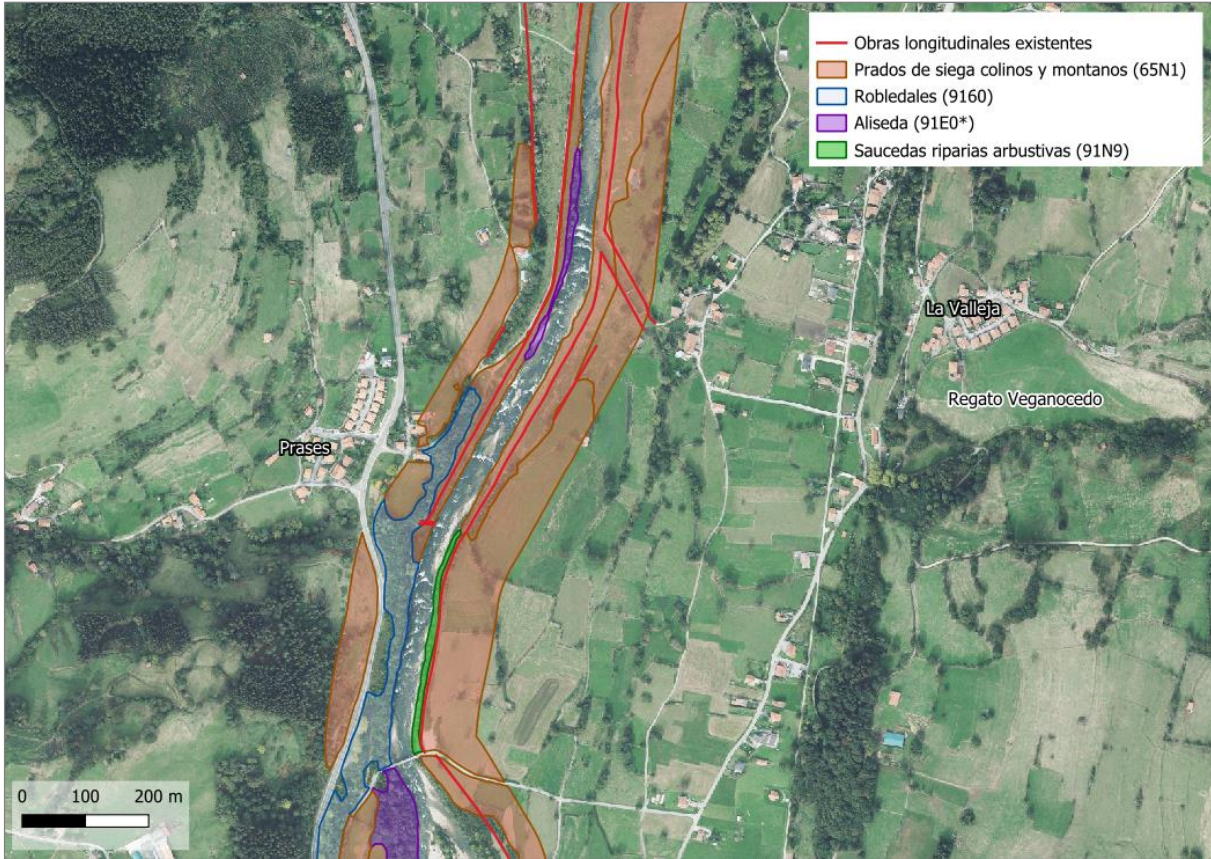 Obras longitudinales existentes
Prados de siega colinos y montanos (65N1)
Robledales (9160)
Aliseda (91E0*)
Saucedas riparias arbustivas (91N9)
La Valleja
Regato Veganocedo
Prases
0 100 200 m